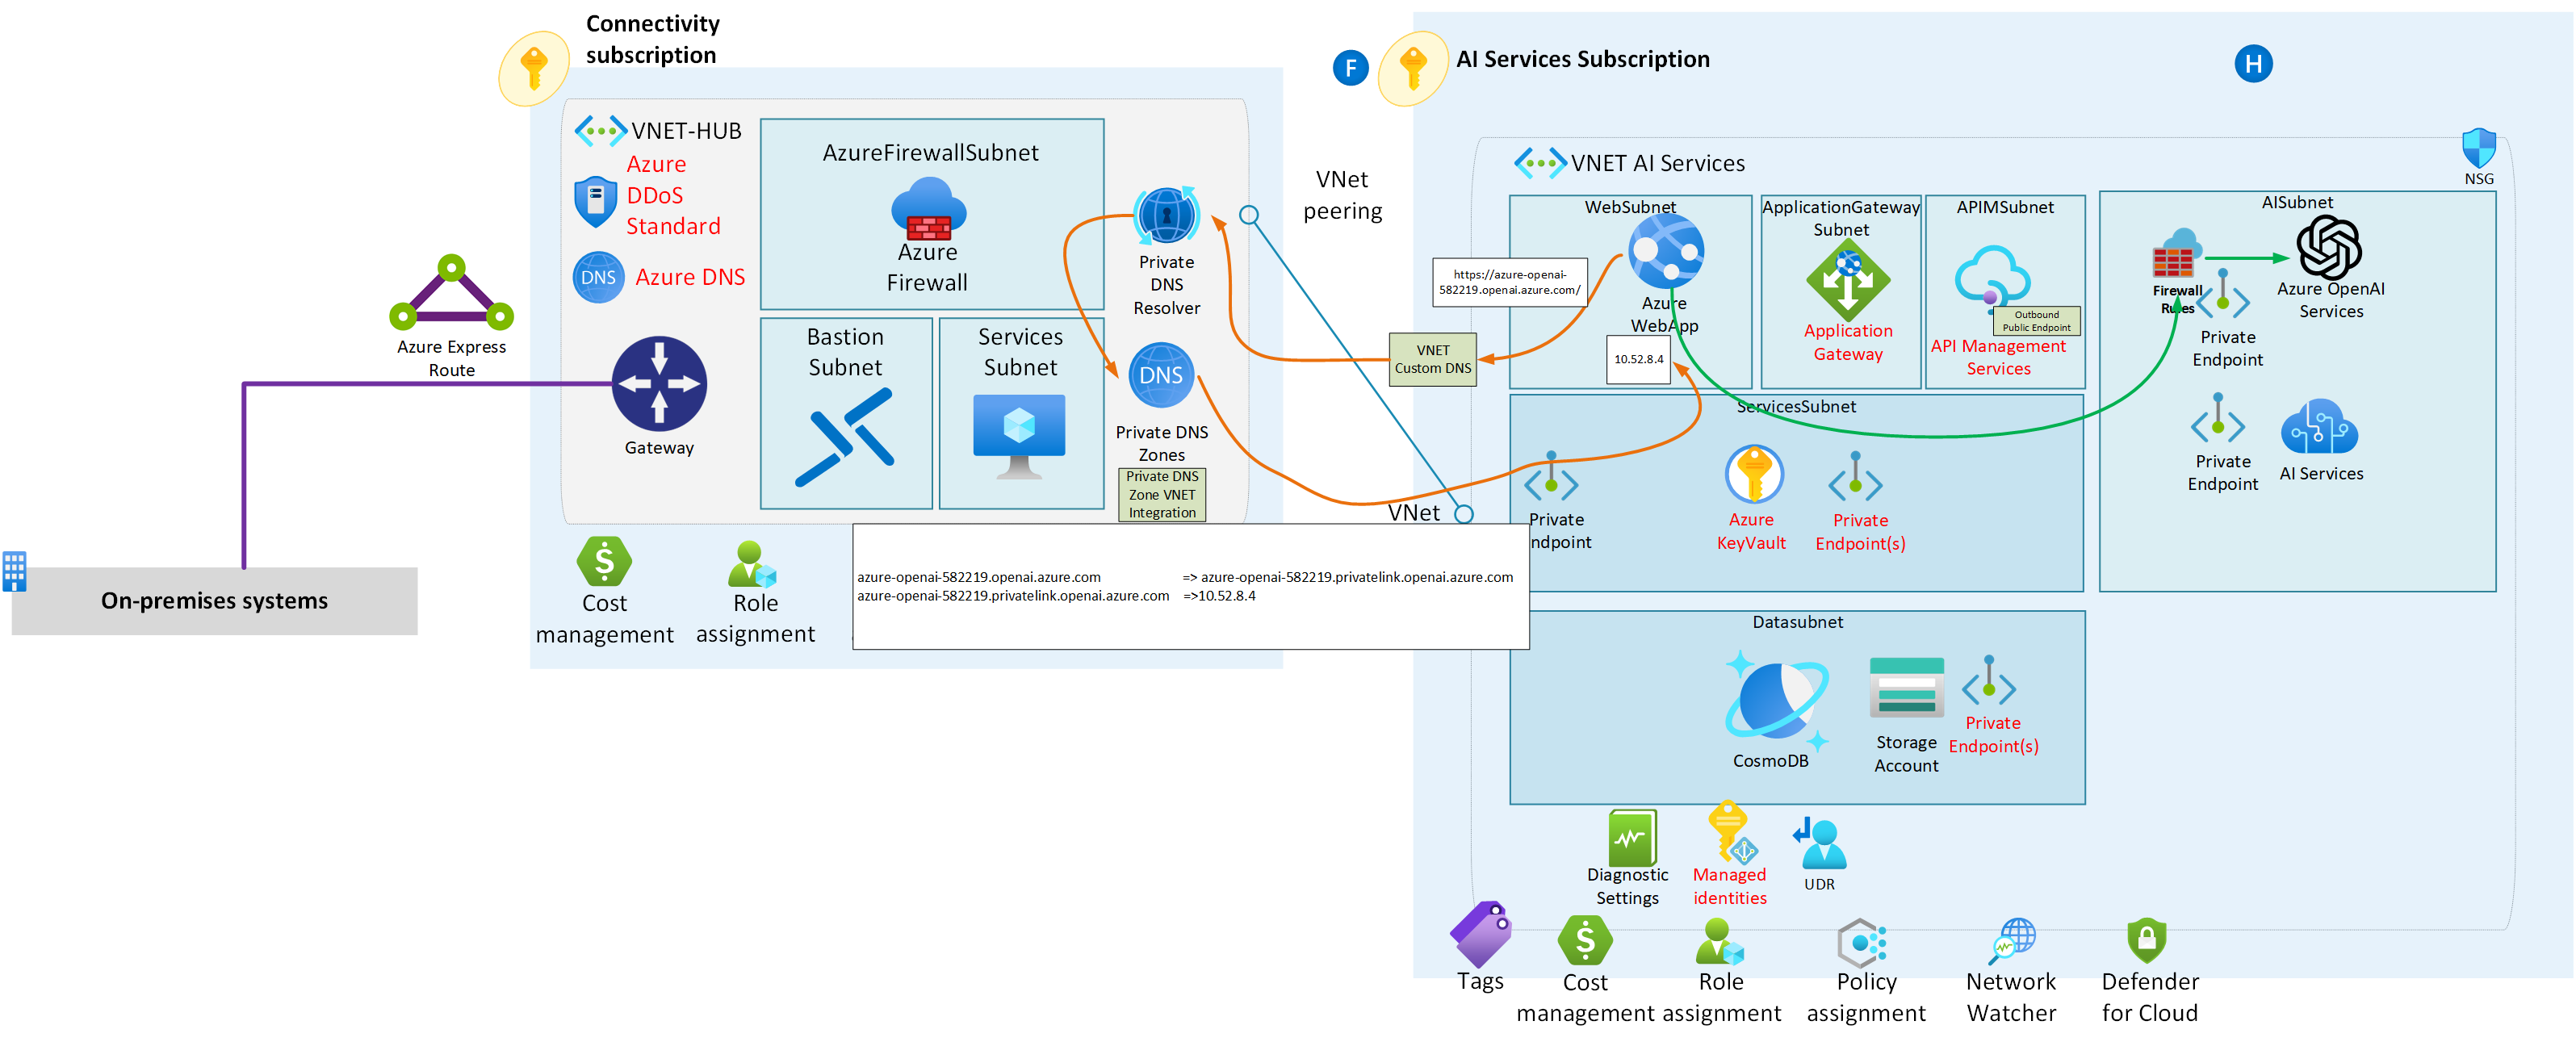 Connectivity
subscription
VNET-HUB
Azure
DDoS
Standard
DNS
Azure DNS
AzureFirewallSubnet
Azure
Firewall
Private
DNS
Resolver
Bastion
Subnet
Services
Subnet
DNS
Private DNS
Zones
Private DNS
Zone VNET
Integration
Gateway
Azure Express
Route
On-premises systems
Cost
management
Role
assignment
VNet
peering
VNet
azure-openai-582219.openai.azure.com => azure-openai-582219.privatelink.openai.azure.com
azure-openai-582219.privatelink.openai.azure.com =>10.52.8.4
F
AI Services Subscription
H
VNET AI Services
NSG
WebSubnet
https://azure-openai-
582219.openai.azure.com/
Azure
WebApp
10.52.8.4
VNET
Custom DNS
ApplicationGateway
Subnet
Application
Gateway
APIMSubnet
Outbound
Public Endpoint
API Management
Services
AISubnet
Firewall
Rules
Azure OpenAI
Services
Private
Endpoint
Private
Endpoint
AI Services
ServicesSubnet
Private
Endpoint
Azure
KeyVault
Private
Endpoint(s)
Datasubnet
CosmoDB
Storage
Account
Private
Endpoint(s)
Diagnostic
Settings
Managed
identities
UDR
Tags
Cost
management
Role
assignment
Policy
assignment
Network
Watcher
Defender
for Cloud